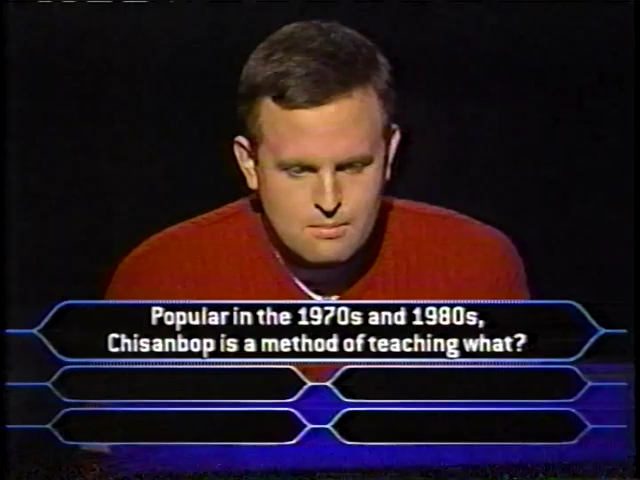 Popular in the 1970s and 1980s,
Chisanbop is a method of teaching what?